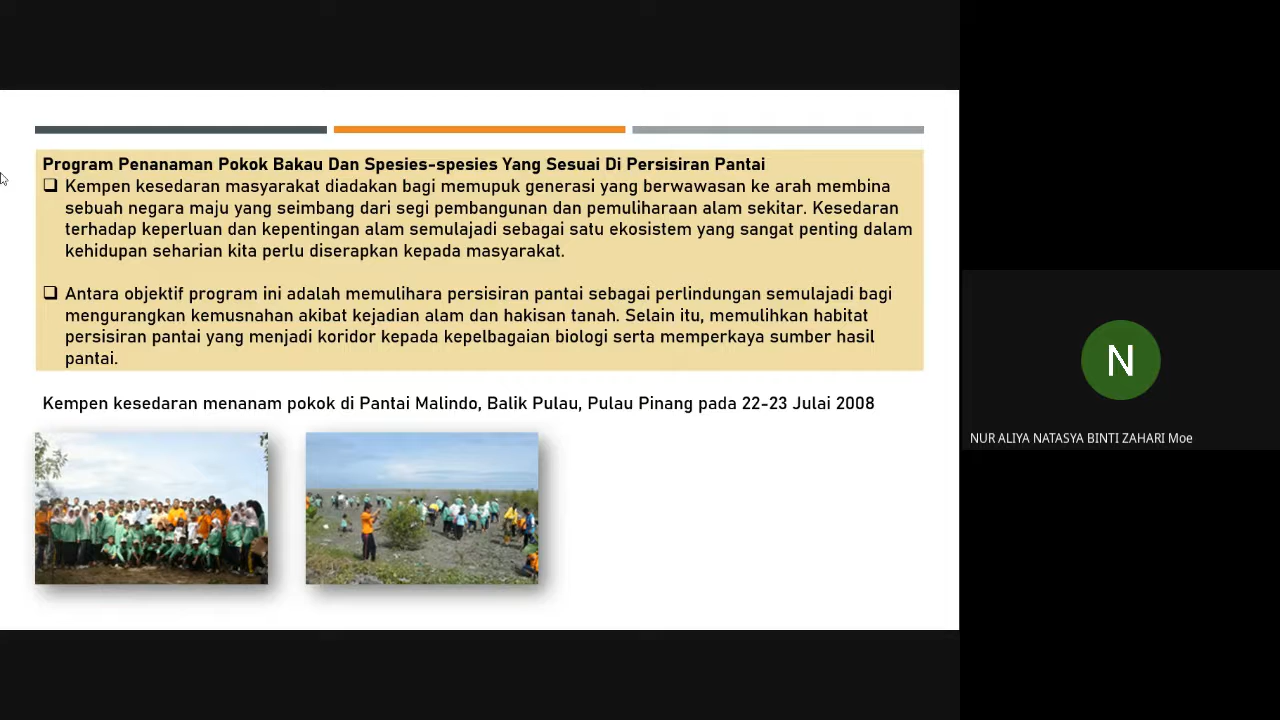 Program Penanaman Pokok Bakau Dan Spesies-spesies Yang Sesuai Di Persisiran Pantai
❑ Kempen kesedaran masyarakat diadakan bagi memupuk generasi yang berwawasan ke arah membina
sebuah negara maju yang seimbang dari segi pembangunan dan pemuliharaan alam sekitar. Kesedaran
terhadap keperluan dan kepentingan alam semulajadi sebagai satu ekosistem yang sangat penting dalam
kehidupan seharian kita perlu diserapkan kepada masyarakat.
❑ Antara objektif program ini adalah memulihara persisiran pantai sebagai perlindungan semulajadi bagi
mengurangkan kemusnahan akibat kejadian alam dan hakisan tanah. Selain itu, memulihkan habitat
persisiran pantai yang menjadi koridor kepada kepelbagaian biologi serta memperkaya sumber hasil
pantai.
Kempen kesedaran menanam pokok di Pantai Malindo, Balik Pulau, Pulau Pinang pada 22-23 Julai 2008
N
NUR ALIYA NATASYA BINTI ZAHARI Moe